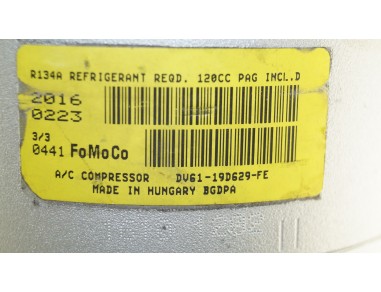 R134A REFRIGERANT REQD. 120CC PAG INCL.D
2016
0223
3/3
0441 FoMoCo
A/C COMPRESSOR DV61-19D629-FE
MADE IN HUNGARY BGDPA